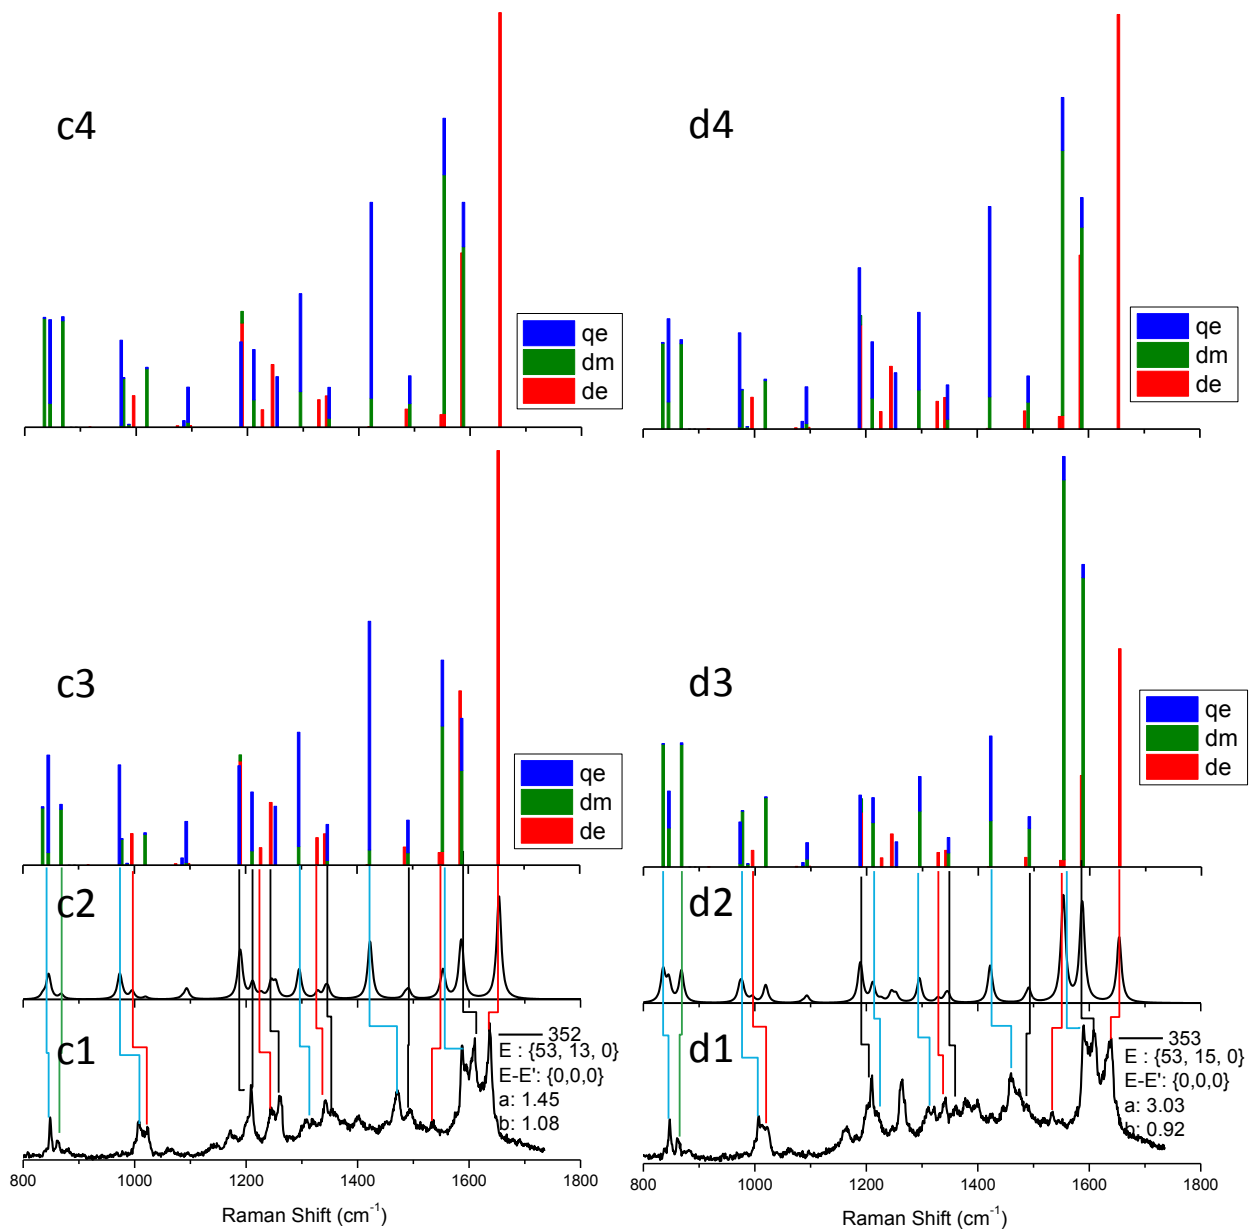 c4
qe
dm
de
d4
qe
dm
de
c3
qe
dm
de
d3
qe
dm
de
c2
d2
c1
352
E : {53, 13, 0}
E-E': {0,0,0}
a: 1.45
b: 1.08
d1
353
E : {53, 15, 0}
E-E': {0,0,0}
a: 3.03
b: 0.92
800 1000 1200 1400 1600 1800
800 1000 1200 1400 1600 1800
Raman Shift (cm⁻¹)
Raman Shift (cm⁻¹)